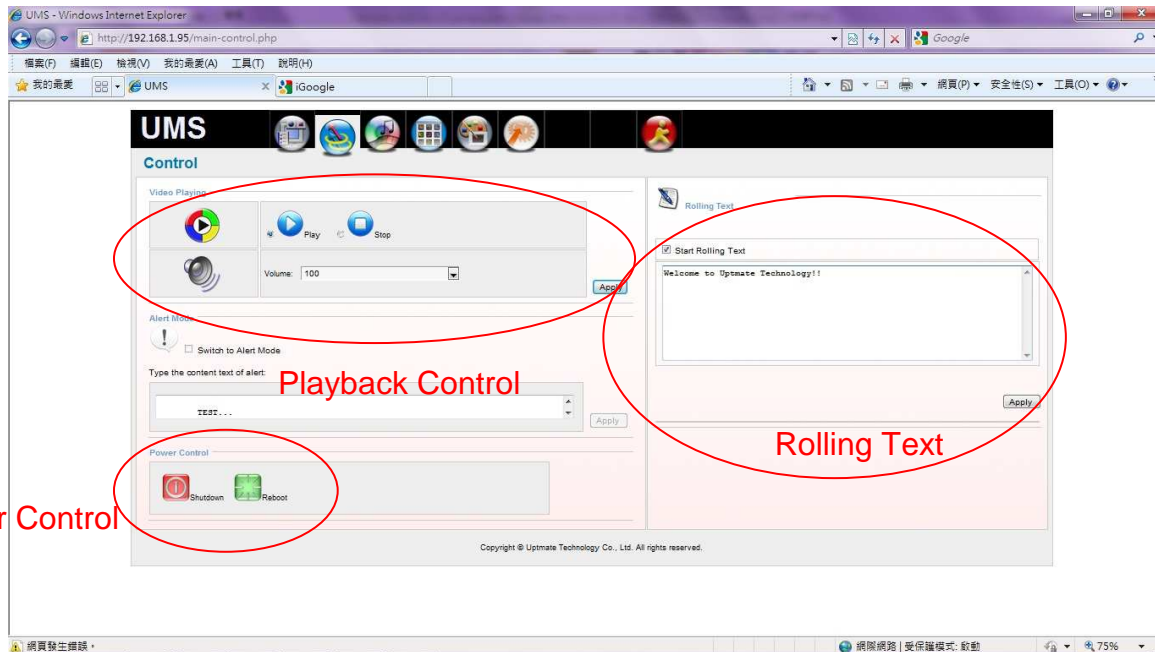 UMS - Windows Internet Explorer
http://192.168.1.95/main-control.php
Google
檔案(F) 編輯(E) 檢視(V) 我的最愛(A) 工具(T) 說明(H)
我的最愛 UMS iGoogle 網頁(P) 安全性(S) 工具(O)
UMS
Control
Video Playing
Play Stop
Volume: 100
Apply
Alert Mode
Switch to Alert Mode
Type the content text of alert:
TEST...
Apply
Playback Control
Power Control
Shutdown Reboot
r Control
Rolling Text
Start Rolling Text
Welcome to Uptmate Technology!!
Apply
Rolling Text
Copyright © Uptmate Technology Co., Ltd. All rights reserved.
網頁發生錯誤。 網際網路 | 受保護模式: 啟動 75%